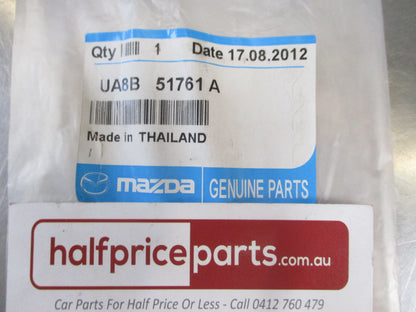 Qty 1 Date 17.08.2012
UA8B 51761 A
Made in THAILAND
mazda GENUINE PARTS
halfpriceparts.com.au
Car Parts For Half Price Or Less - Call 0412 760 479